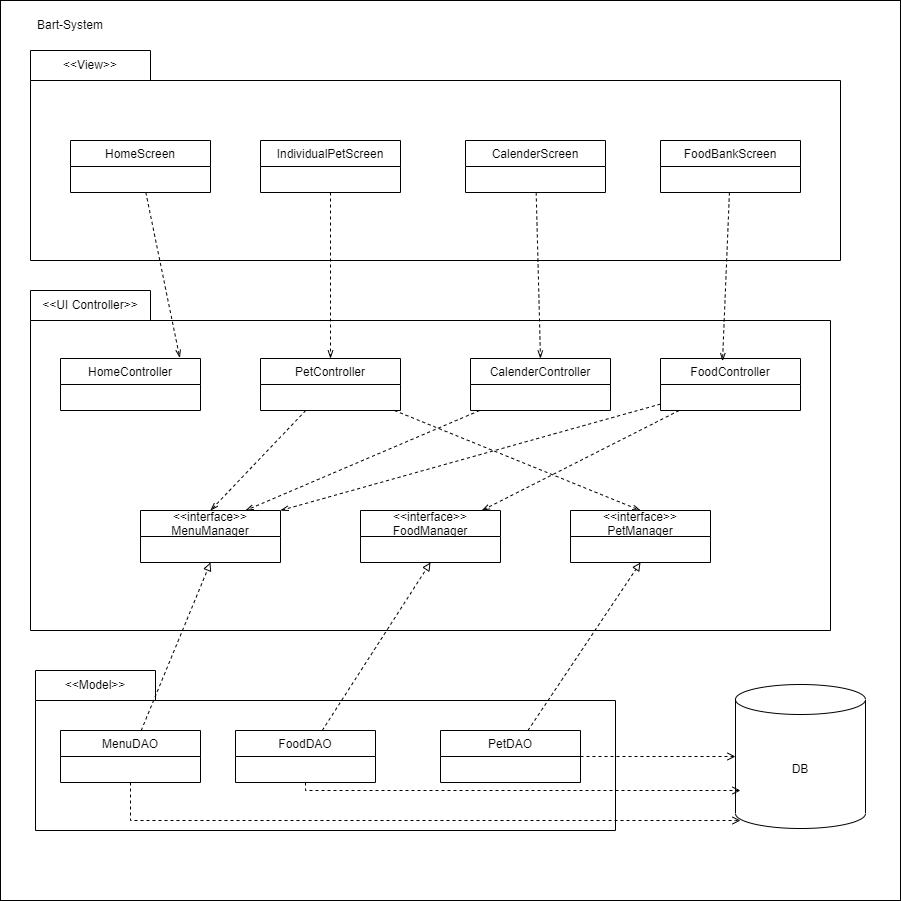 Bart-System
<<View>>
HomeScreen
IndividualPetScreen
CalenderScreen
FoodBankScreen
<<UI Controller>>
HomeController
PetController
CalenderController
FoodController
<<interface>>
MenuManager
<<interface>>
FoodManager
<<interface>>
PetManager
<<Model>>
MenuDAO
FoodDAO
PetDAO
DB